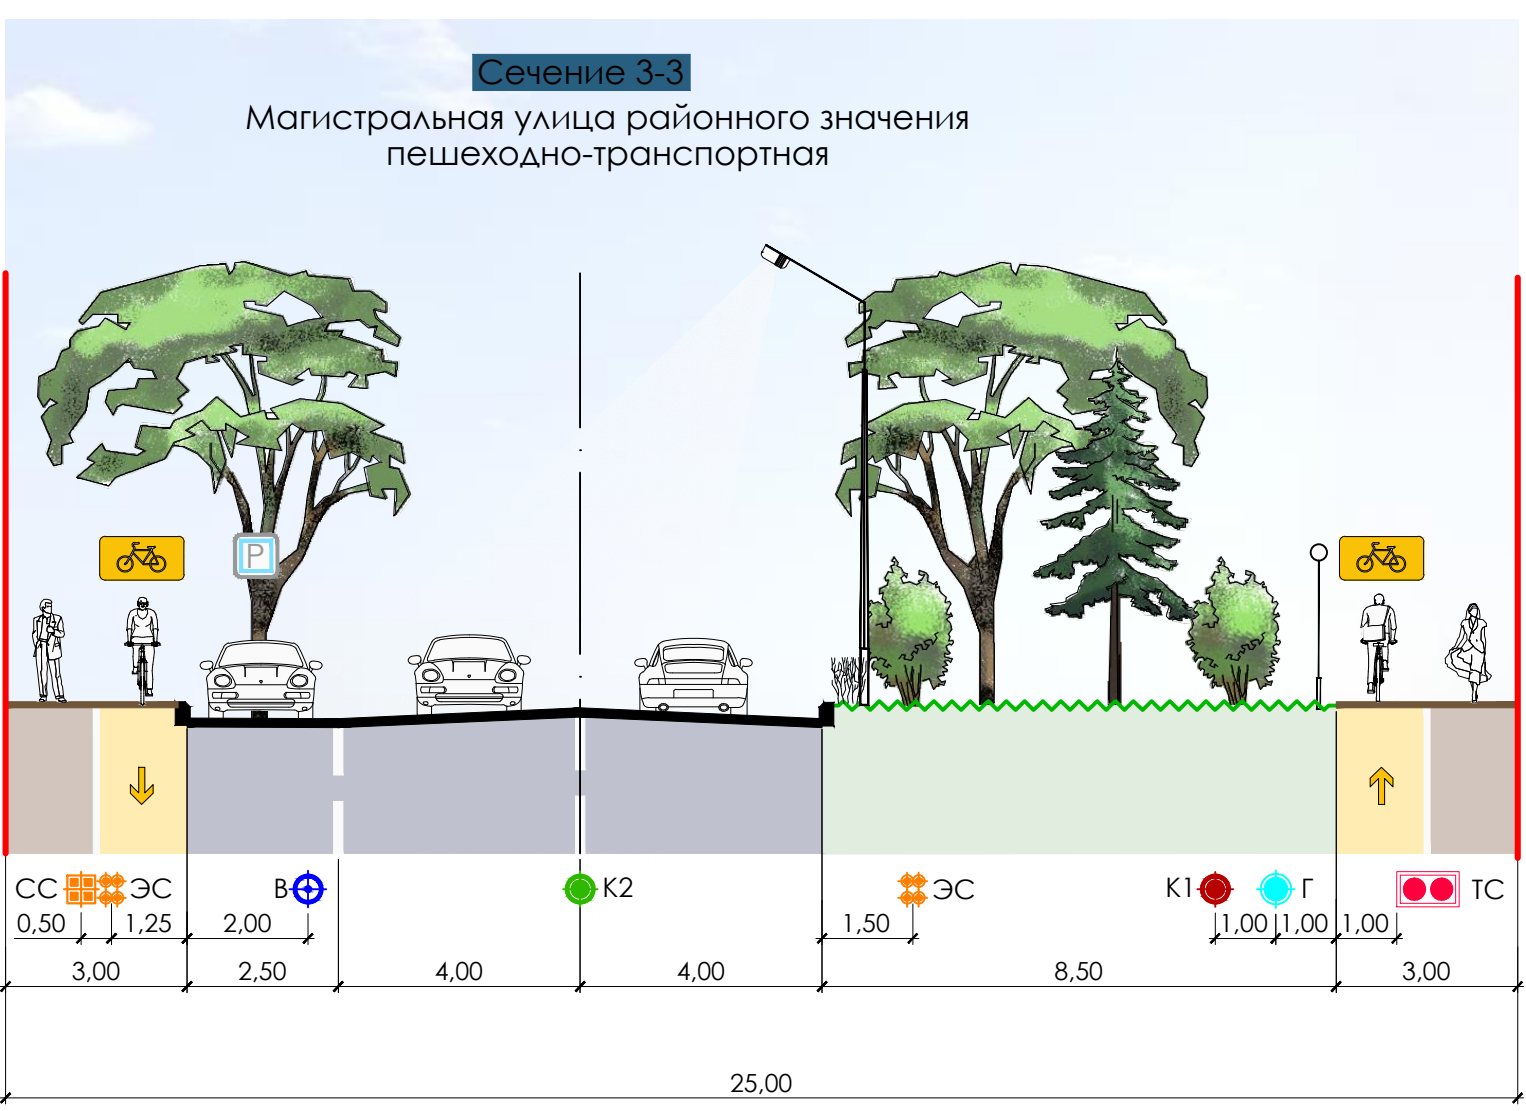 Сечение 3-3
Магистральная улица районного значения
пешеходно-транспортная
P
СС ЭС В К2 ЭС К1 Г ТС
0,50 1,25 2,00 1,50 1,00 1,00 1,00
3,00 2,50 4,00 4,00 8,50 3,00
25,00